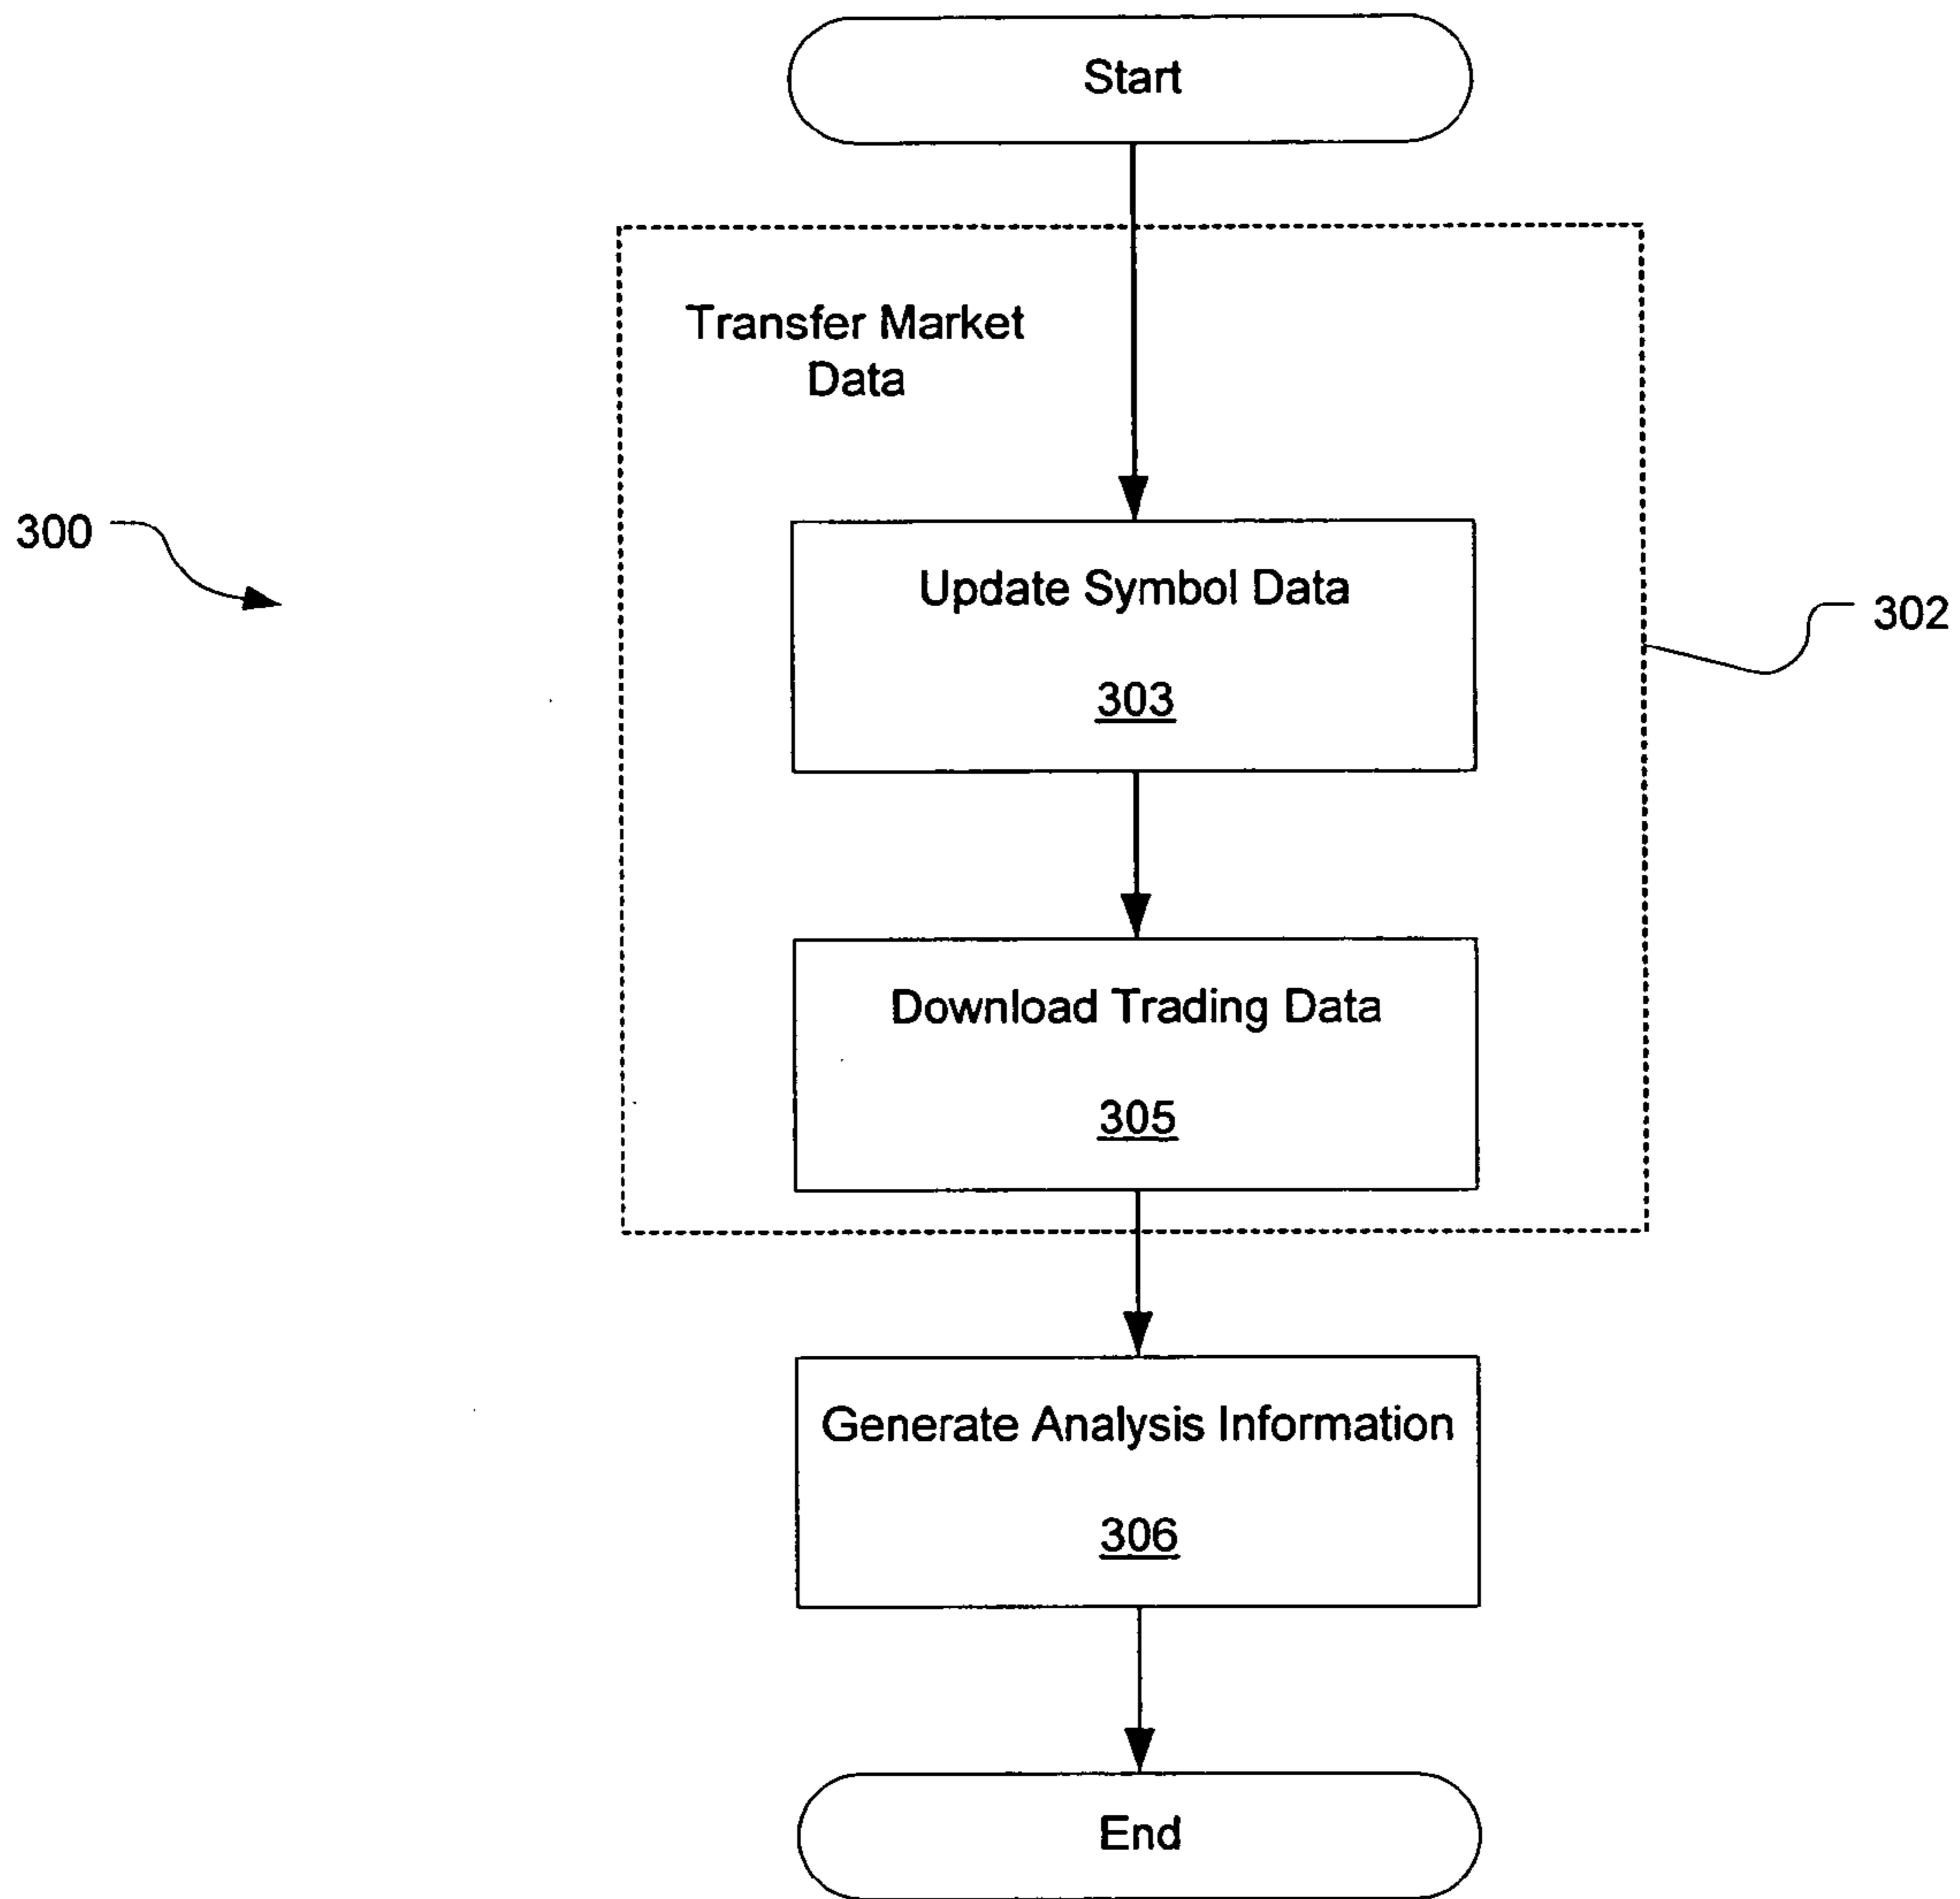 Start
Transfer Market
Data
300
Update Symbol Data
302
303
Download Trading Data
305
Generate Analysis Information
306
End